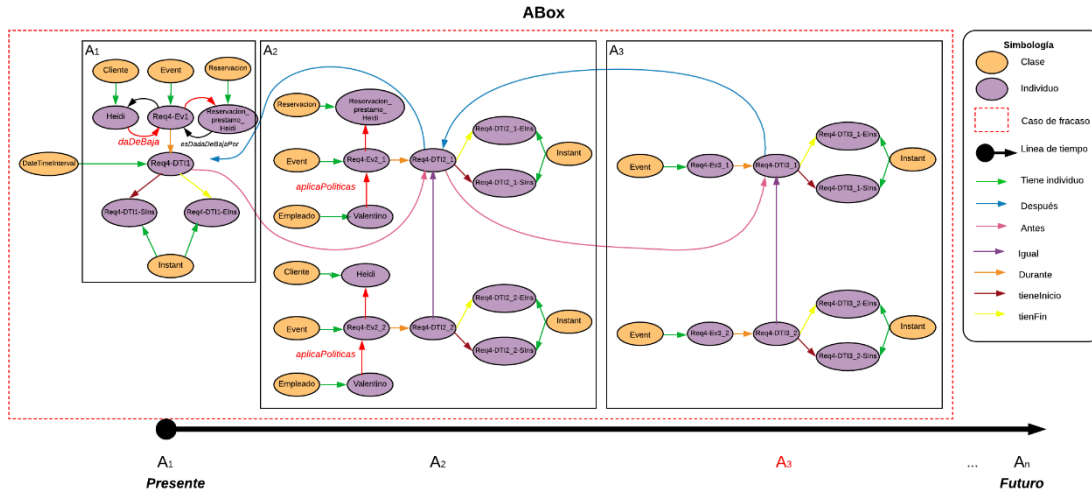 ABox
A1
Cliente
Event
Reservacion
Heidi
Req4-Ev1
Reservacion_
prestamo_
Heidi
daDeBaja
esDadaDeBajaPor
DateTimeInterval
Req4-DTI1
Req4-DTI1-SIns
Req4-DTI1-EIns
Instant
A2
Reservacion
Reservacion_
prestamo_
Heidi
Event
Req4-Ev2_1
Req4-DTI2_1
Req4-DTI2_1-EIns
Req4-DTI2_1-SIns
Instant
aplicaPoliticas
Empleado
Valentino
Cliente
Heidi
Event
Req4-Ev2_2
Req4-DTI2_2
Req4-DTI2_2-EIns
Req4-DTI2_2-SIns
Instant
aplicaPoliticas
Empleado
Valentino
A3
Event
Req4-Ev3_1
Req4-DTI3_1
Req4-DTI3_1-EIns
Req4-DTI3_1-SIns
Instant
Event
Req4-Ev3_2
Req4-DTI3_2
Req4-DTI3_2-EIns
Req4-DTI3_2-SIns
Instant
Simbología
Clase
Individuo
Caso de fracaso
Linea de tiempo
Tiene individuo
Después
Antes
Igual
Durante
tieneInicio
tienFin
A1 A2 A3 ... An
Presente Futuro